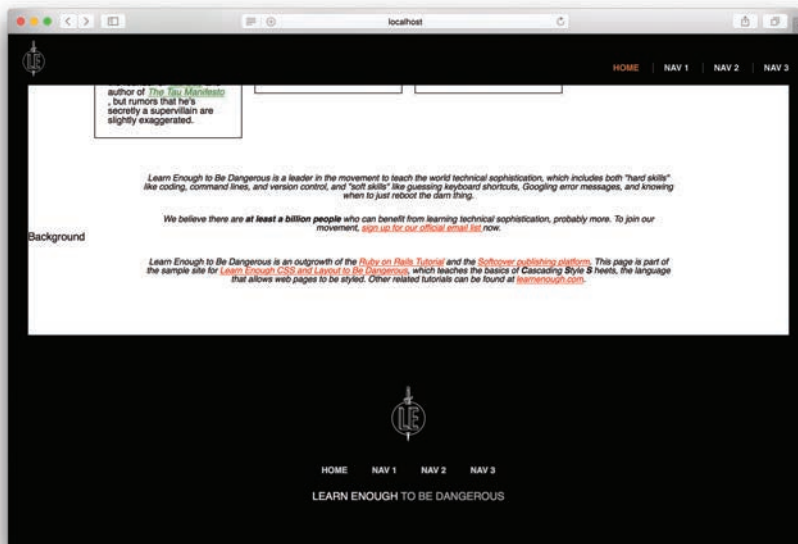 localhost
LE
HOME NAV 1 NAV 2 NAV 3
author of The Tau Manifesto
, but rumors that he's
secretly a supervillain are
slightly exaggerated.
Learn Enough to Be Dangerous is a leader in the movement to teach the world technical sophistication, which includes both "hard skills"
like coding, command lines, and version control, and "soft skills" like guessing keyboard shortcuts, Googling error messages, and knowing
when to just reboot the darn thing.
We believe there are at least a billion people who can benefit from learning technical sophistication, probably more. To join our
movement, sign up for our official email list now.
Background
Learn Enough to Be Dangerous is an outgrowth of the Ruby on Rails Tutorial and the Softcover publishing platform. This page is part of
the sample site for Learn Enough CSS and Layout to Be Dangerous, which teaches the basics of Cascading Style S heets, the language
that allows web pages to be styled. Other related tutorials can be found at learnenough.com.
LE
HOME NAV 1 NAV 2 NAV 3
LEARN ENOUGH TO BE DANGEROUS